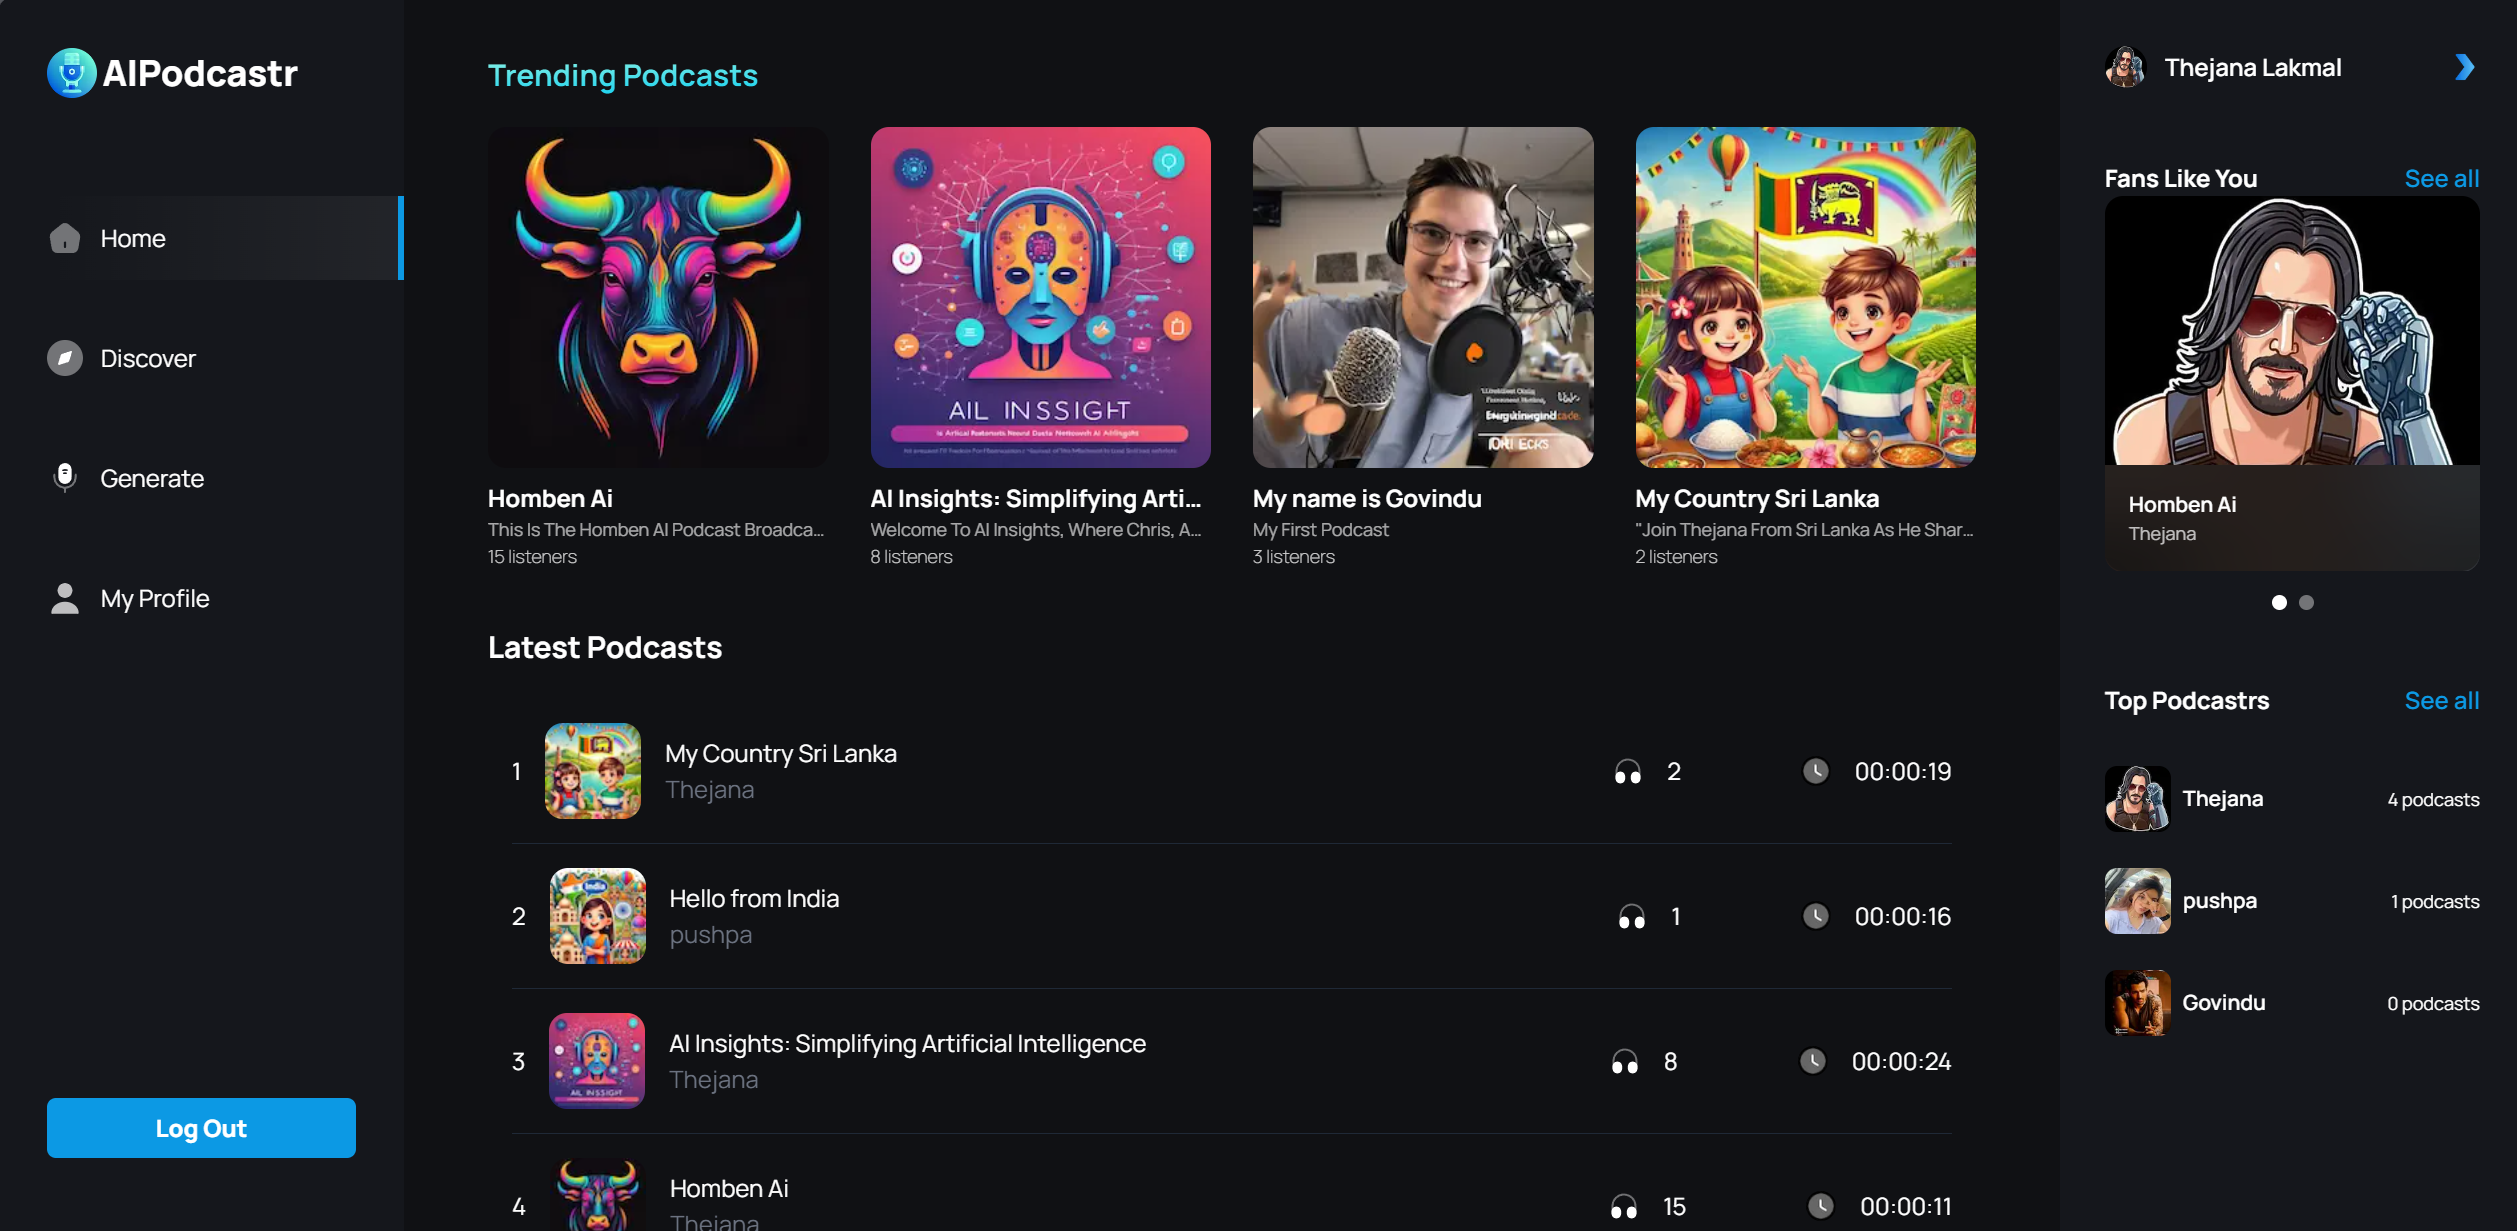 AIPodcastr
Home
Discover
Generate
My Profile
Log Out
Trending Podcasts
AIL INSSIGHT
Homben Ai
This Is The Homben AI Podcast Broadca...
15 listeners
AI Insights: Simplifying Arti...
Welcome To AI Insights, Where Chris, A...
8 listeners
My name is Govindu
My First Podcast
3 listeners
My Country Sri Lanka
"Join Thejana From Sri Lanka As He Shar...
2 listeners
Latest Podcasts
1
My Country Sri Lanka
Thejana
2
00:00:19
2
India
Hello from India
pushpa
1
00:00:16
3
AIL INSSIGHT
AI Insights: Simplifying Artificial Intelligence
Thejana
8
00:00:24
4
Homben Ai
Thejana
15
00:00:11
Thejana Lakmal
Fans Like You
See all
Homben Ai
Thejana
Top Podcastrs
See all
Thejana
4 podcasts
pushpa
1 podcasts
Govindu
0 podcasts